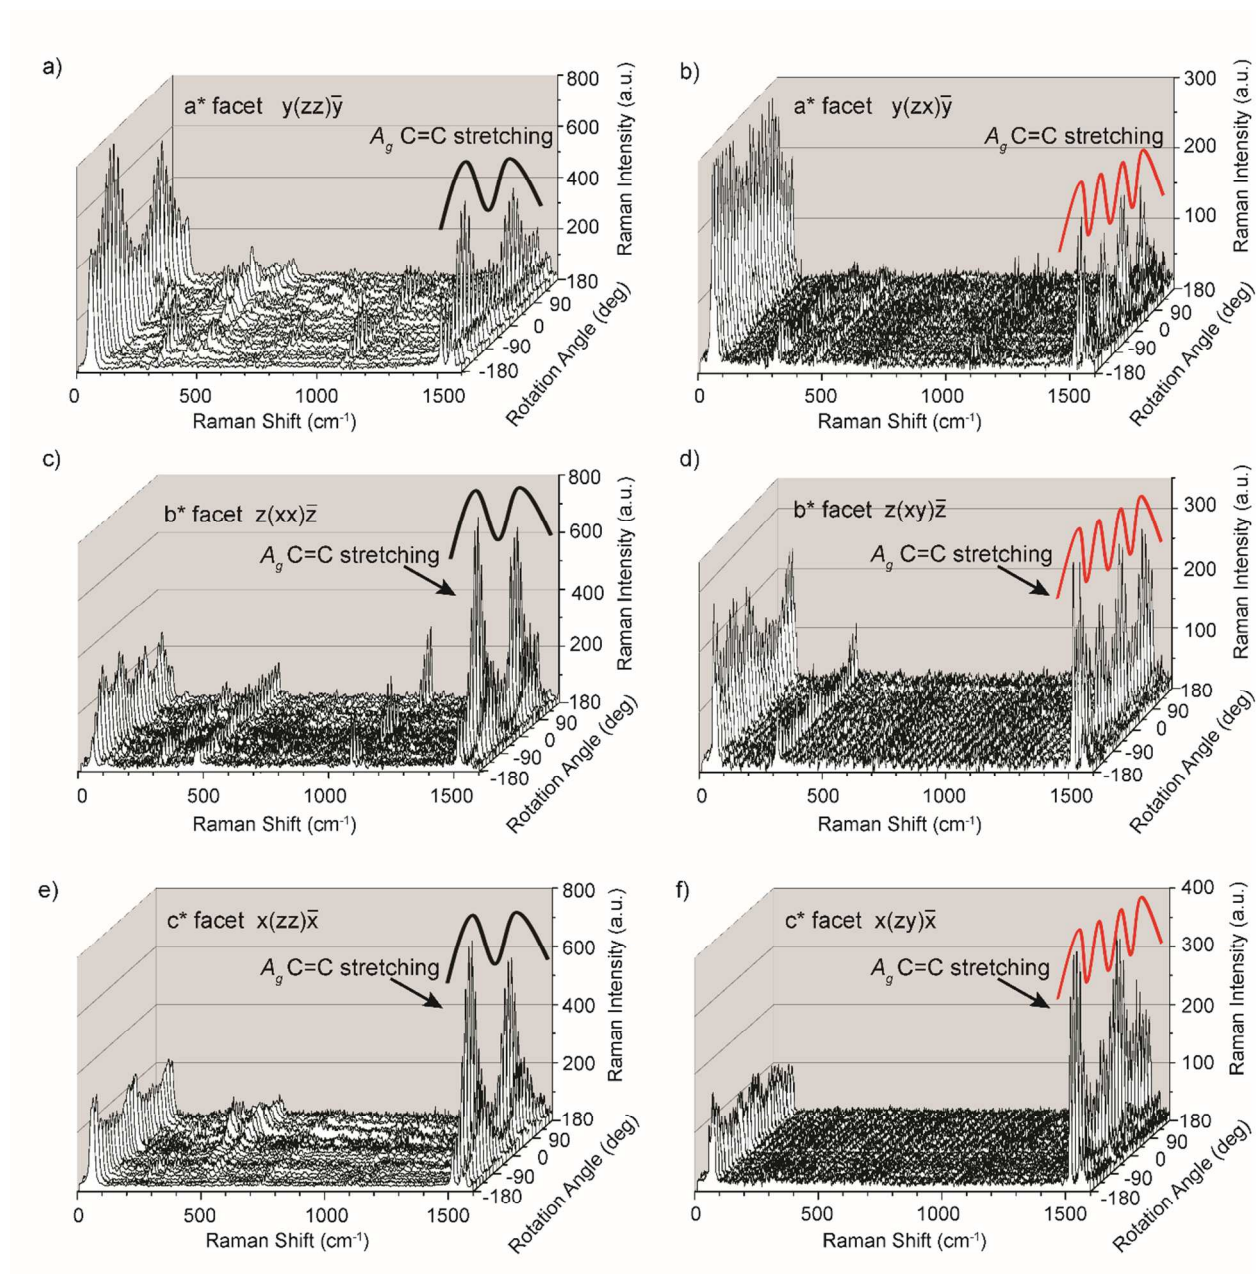 a)
a* facet y(zz)ȳ
A_g C=C stretching
800
600
400
200
180
90
0
-90
-180
0
500
1000
1500
Raman Shift (cm⁻¹)
Rotation Angle (deg)
Raman Intensity (a.u.)
b)
a* facet y(zx)ȳ
A_g C=C stretching
300
200
100
180
90
0
-90
-180
0
500
1000
1500
Raman Shift (cm⁻¹)
Rotation Angle (deg)
Raman Intensity (a.u.)
c)
b* facet z(xx)z̄
A_g C=C stretching
800
600
400
200
180
90
0
-90
-180
0
500
1000
1500
Raman Shift (cm⁻¹)
Rotation Angle (deg)
Raman Intensity (a.u.)
d)
b* facet z(xy)z̄
A_g C=C stretching
300
200
100
180
90
0
-90
-180
0
500
1000
1500
Raman Shift (cm⁻¹)
Rotation Angle (deg)
Raman Intensity (a.u.)
e)
c* facet x(zz)x̄
A_g C=C stretching
800
600
400
200
180
90
0
-90
-180
0
500
1000
1500
Raman Shift (cm⁻¹)
Rotation Angle (deg)
Raman Intensity (a.u.)
f)
c* facet x(zy)x̄
A_g C=C stretching
400
300
200
100
180
90
0
-90
-180
0
500
1000
1500
Raman Shift (cm⁻¹)
Rotation Angle (deg)
Raman Intensity (a.u.)